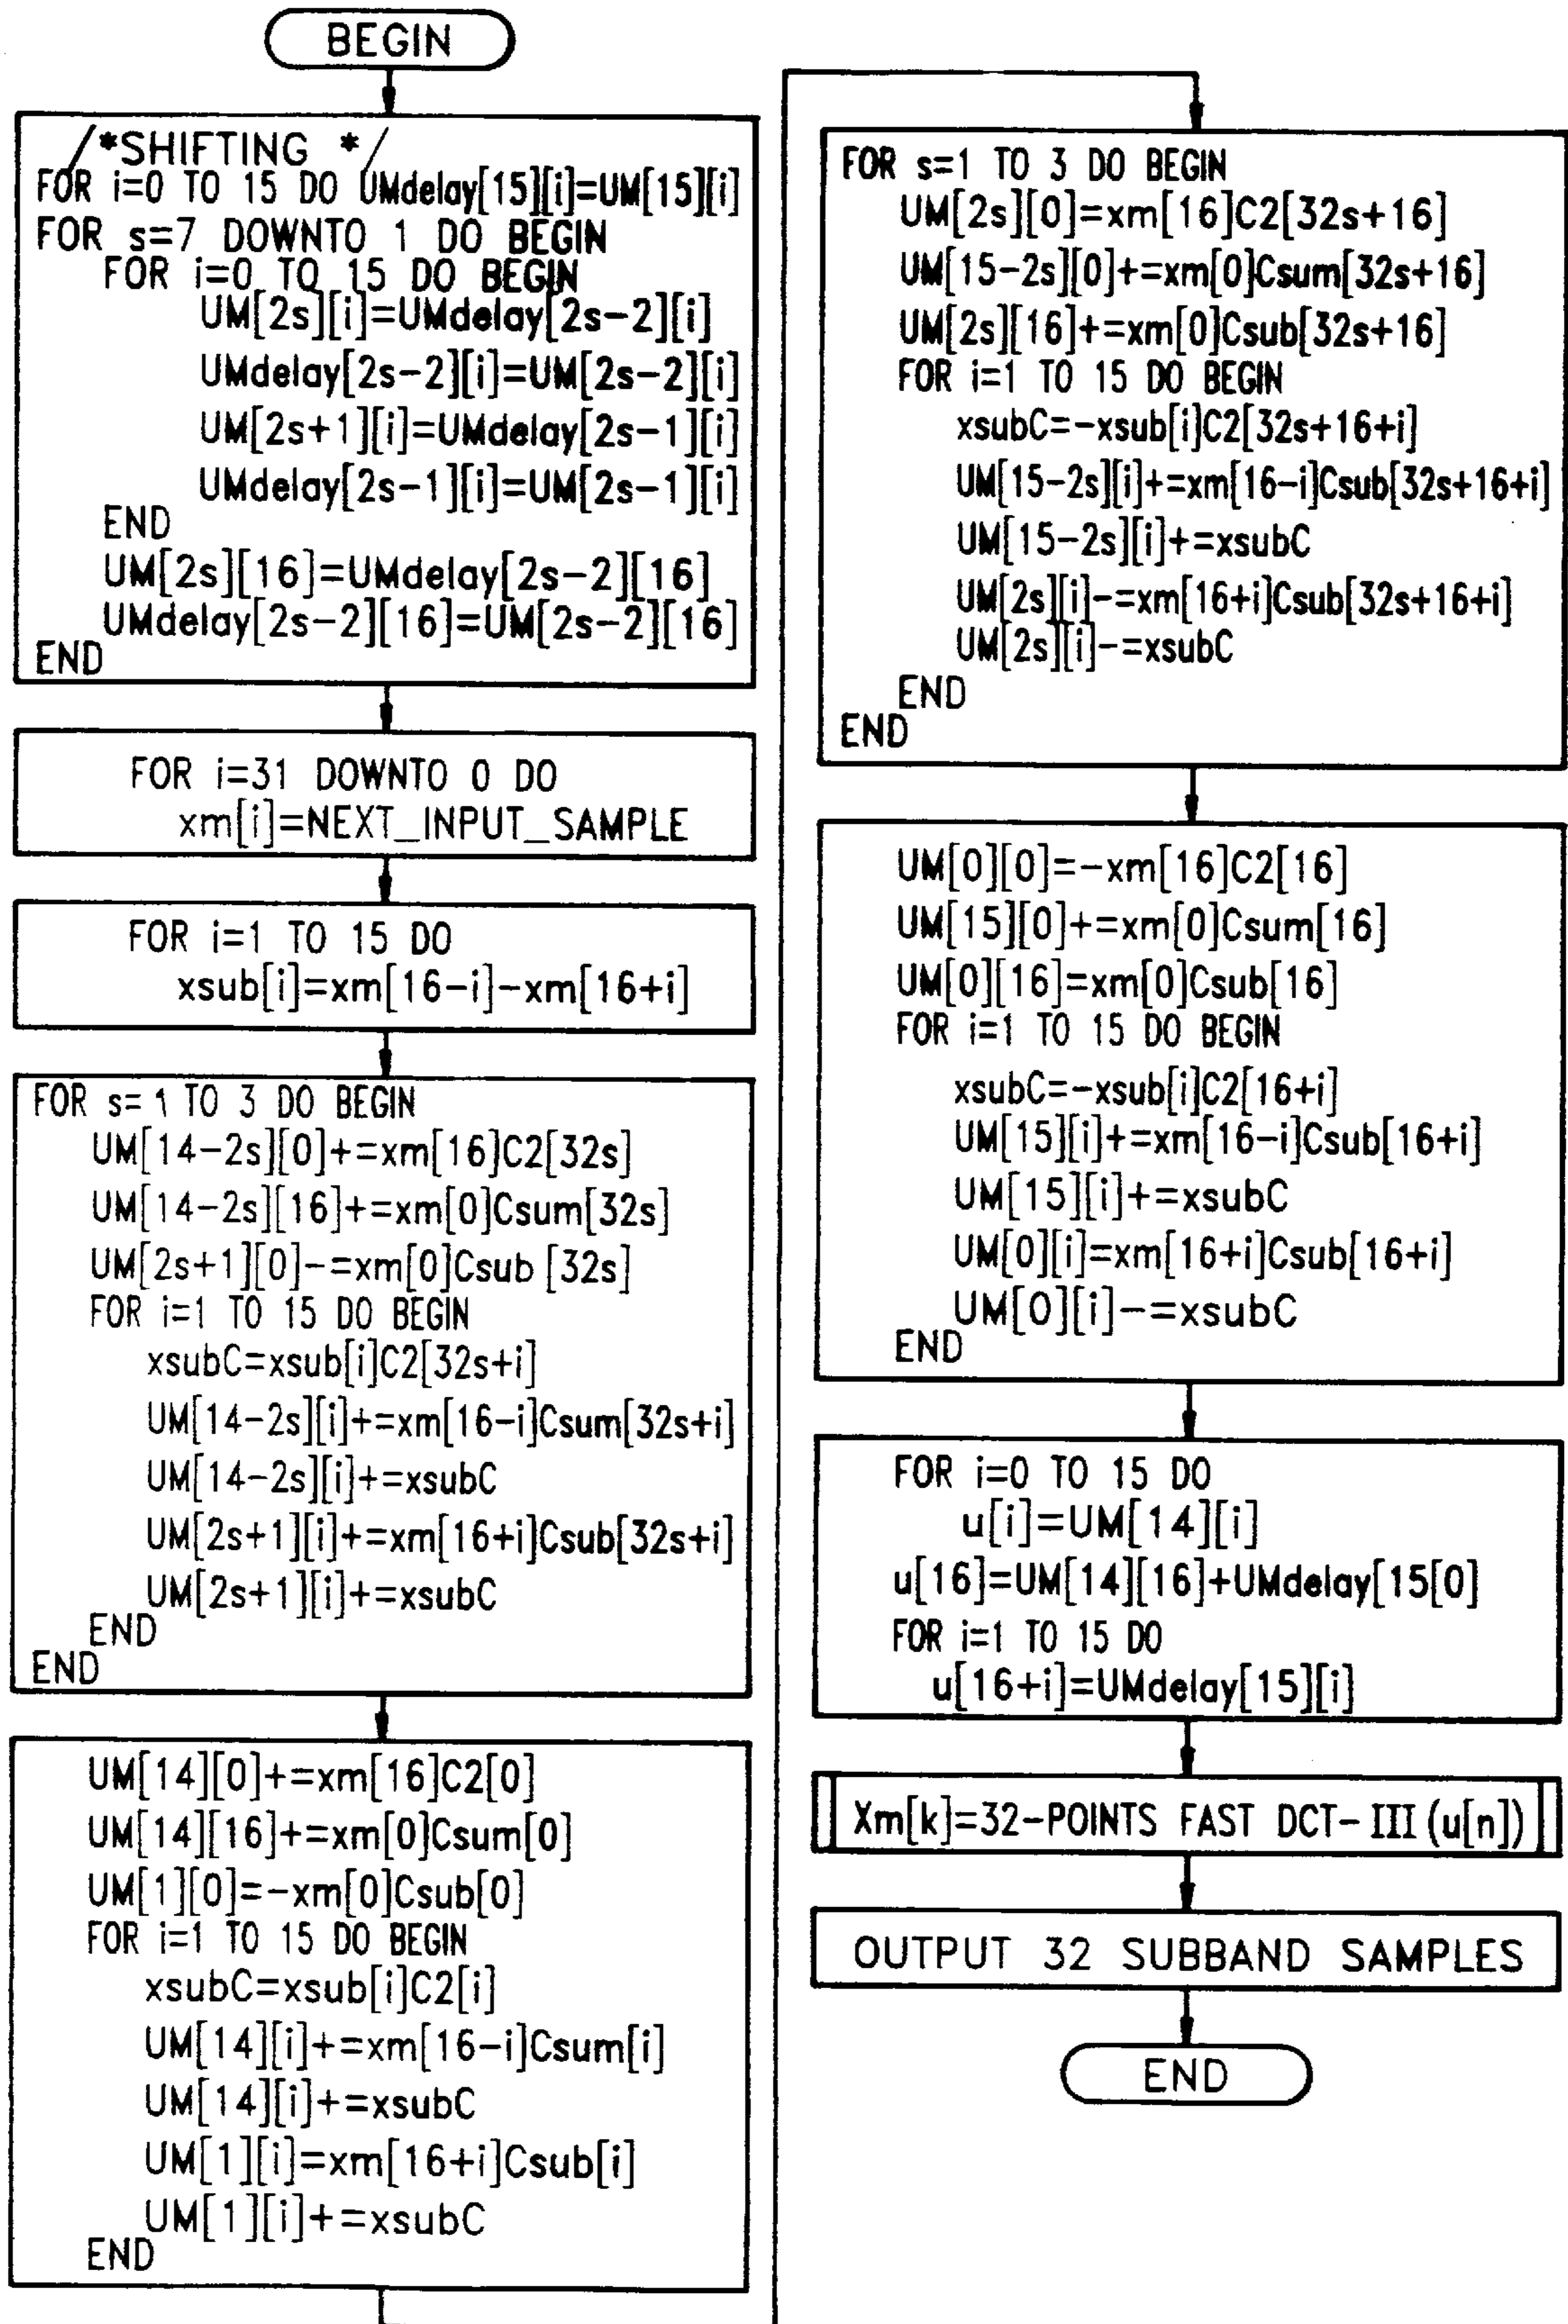 BEGIN
/*SHIFTING */
FOR i=0 TO 15 DO UMdelay[15][i]=UM[15][i]
FOR s=7 DOWNTO 1 DO BEGIN
FOR i=0 TO 15 DO BEGIN
UM[2s][i]=UMdelay[2s-2][i]
UMdelay[2s-2][i]=UM[2s-2][i]
UM[2s+1][i]=UMdelay[2s-1][i]
UMdelay[2s-1][i]=UM[2s-1][i]
END
UM[2s][16]=UMdelay[2s-2][16]
UMdelay[2s-2][16]=UM[2s-2][16]
END
FOR i=31 DOWNTO 0 DO
xm[i]=NEXT_INPUT_SAMPLE
FOR i=1 TO 15 DO
xsub[i]=xm[16-i]-xm[16+i]
FOR s= 1 TO 3 DO BEGIN
UM[14-2s][0]+=xm[16]C2[32s]
UM[14-2s][16]+=xm[0]Csum[32s]
UM[2s+1][0]-=xm[0]Csub [32s]
FOR i=1 TO 15 DO BEGIN
xsubC=xsub[i]C2[32s+i]
UM[14-2s][i]+=xm[16-i]Csum[32s+i]
UM[14-2s][i]+=xsubC
UM[2s+1][i]+=xm[16+i]Csub[32s+i]
UM[2s+1][i]+=xsubC
END
END
UM[14][0]+=xm[16]C2[0]
UM[14][16]+=xm[0]Csum[0]
UM[1][0]=-xm[0]Csub[0]
FOR i=1 TO 15 DO BEGIN
xsubC=xsub[i]C2[i]
UM[14][i]+=xm[16-i]Csum[i]
UM[14][i]+=xsubC
UM[1][i]=xm[16+i]Csub[i]
UM[1][i]+=xsubC
END
FOR s=1 TO 3 DO BEGIN
UM[2s][0]=xm[16]C2[32s+16]
UM[15-2s][0]+=xm[0]Csum[32s+16]
UM[2s][16]+=xm[0]Csub[32s+16]
FOR i=1 TO 15 DO BEGIN
xsubC=-xsub[i]C2[32s+16+i]
UM[15-2s][i]+=xm[16-i]Csub[32s+16+i]
UM[15-2s][i]+=xsubC
UM[2s][i]-=xm[16+i]Csub[32s+16+i]
UM[2s][i]-=xsubC
END
END
UM[0][0]=-xm[16]C2[16]
UM[15][0]+=xm[0]Csum[16]
UM[0][16]=xm[0]Csub[16]
FOR i=1 TO 15 DO BEGIN
xsubC=-xsub[i]C2[16+i]
UM[15][i]+=xm[16-i]Csub[16+i]
UM[15][i]+=xsubC
UM[0][i]=xm[16+i]Csub[16+i]
UM[0][i]-=xsubC
END
FOR i=0 TO 15 DO
u[i]=UM[14][i]
u[16]=UM[14][16]+UMdelay[15[0]
FOR i=1 TO 15 DO
u[16+i]=UMdelay[15][i]
Xm[k]=32-POINTS FAST DCT-III(u[n])
OUTPUT 32 SUBBAND SAMPLES
END